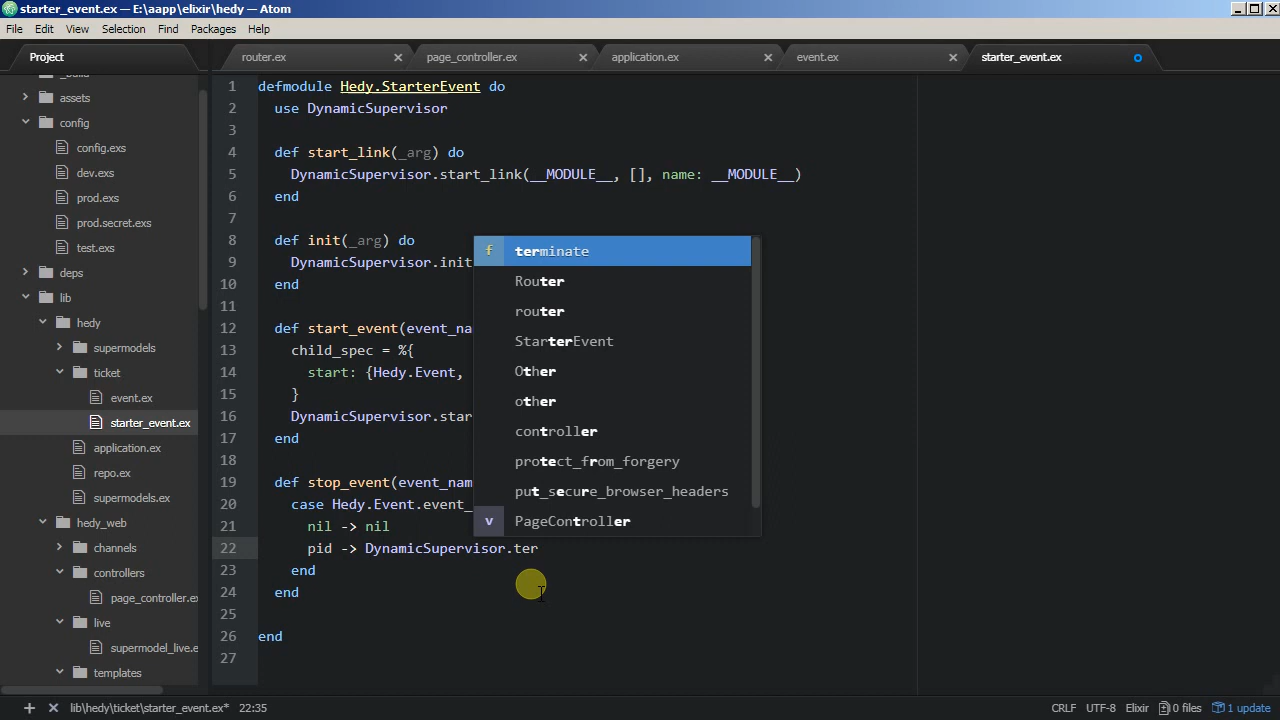 starter_event.ex — E:\aapp\elixir\hedy — Atom
File Edit View Selection Find Packages Help
Project
router.ex page_controller.ex application.ex event.ex starter_event.ex
_build
assets
config
config.exs
dev.exs
prod.exs
prod.secret.exs
test.exs
deps
lib
hedy
supermodels
ticket
event.ex
starter_event.ex
application.ex
repo.ex
supermodels.ex
hedy_web
channels
controllers
page_controller.ex
live
supermodel_live.e
templates
1 defmodule Hedy.StarterEvent do
2 use DynamicSupervisor
3
4 def start_link(_arg) do
5 DynamicSupervisor.start_link(__MODULE__, [], name: __MODULE__)
6 end
7
8 def init(_arg) do
9 DynamicSupervisor.init
10 end
11
12 def start_event(event_na
13 child_spec = %{
14 start: {Hedy.Event,
15 }
16 DynamicSupervisor.star
17 end
18
19 def stop_event(event_nam
20 case Hedy.Event.event_
21 nil -> nil
22 pid -> DynamicSupervisor.ter
23 end
24 end
25
26 end
27
f terminate
Router
router
StarterEvent
Other
other
controller
protect_from_forgery
put_secure_browser_headers
v PageController
lib\hedy\ticket\starter_event.ex* 22:35 CRLF UTF-8 Elixir 0 files 1 update